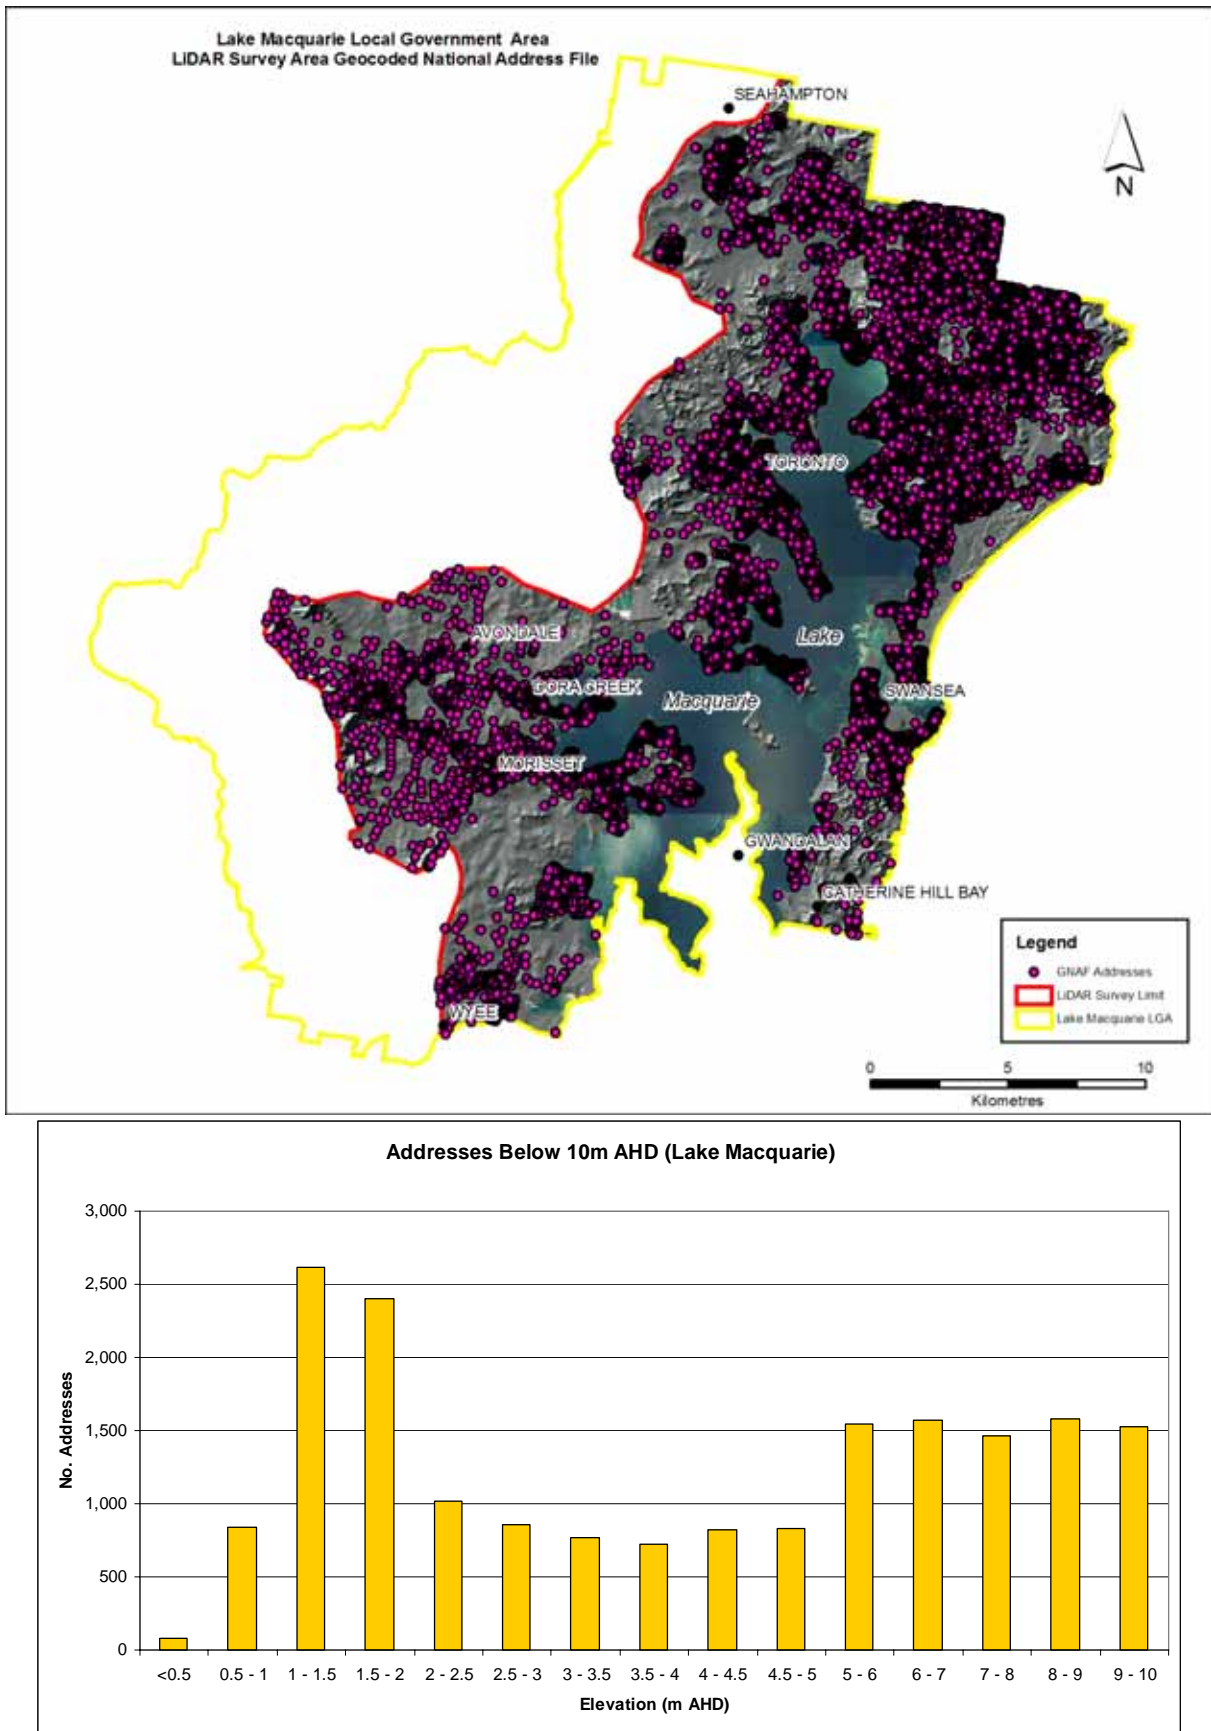 Lake Macquarie Local Government Area
LiDAR Survey Area Geocoded National Address File
SEAHAMPTON
N
TORONTO
AVONDALE
Lake
DORA CREEK
SWANSEA
Macquarie
MORISSET
GWANDALAN
CATHERINE HILL BAY
WYEE
Legend
GNAF Addresses
LiDAR Survey Limit
Lake Macquarie LGA
0 5 10
Kilometres
Addresses Below 10m AHD (Lake Macquarie)
3,000
2,500
2,000
1,500
1,000
500
0
No. Addresses
<0.5 0.5 - 1 1 - 1.5 1.5 - 2 2 - 2.5 2.5 - 3 3 - 3.5 3.5 - 4 4 - 4.5 4.5 - 5 5 - 6 6 - 7 7 - 8 8 - 9 9 - 10
Elevation (m AHD)